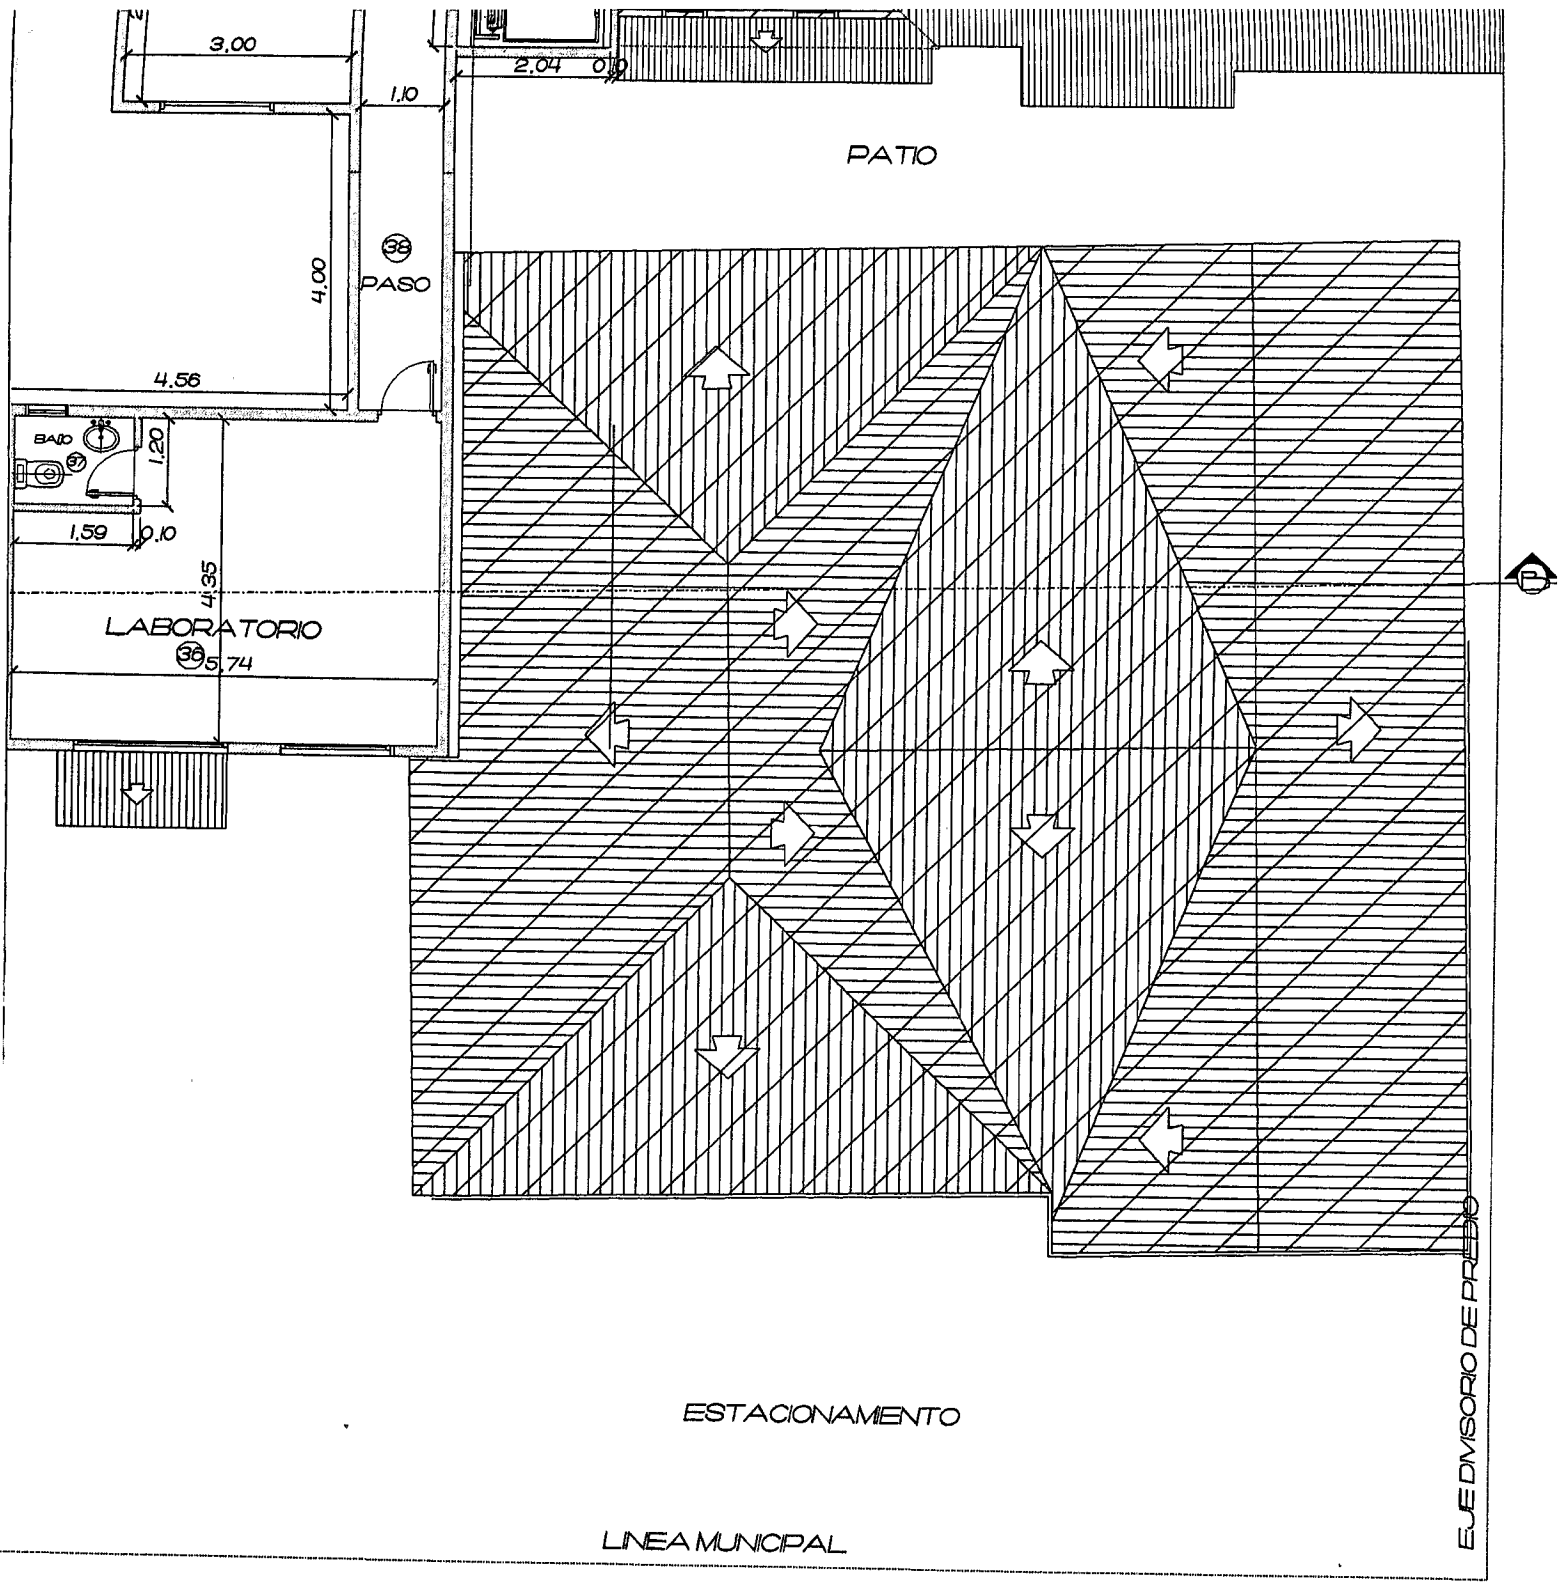 3.00
2.04
1.10
PATIO
38
PASO
4.00
4.56
BAÑO
37
1.20
1.59
0.10
4.35
LABORATORIO
36
5.74
ESTACIONAMIENTO
LINEA MUNICIPAL
EJE DIVISORIO DE PREDIO